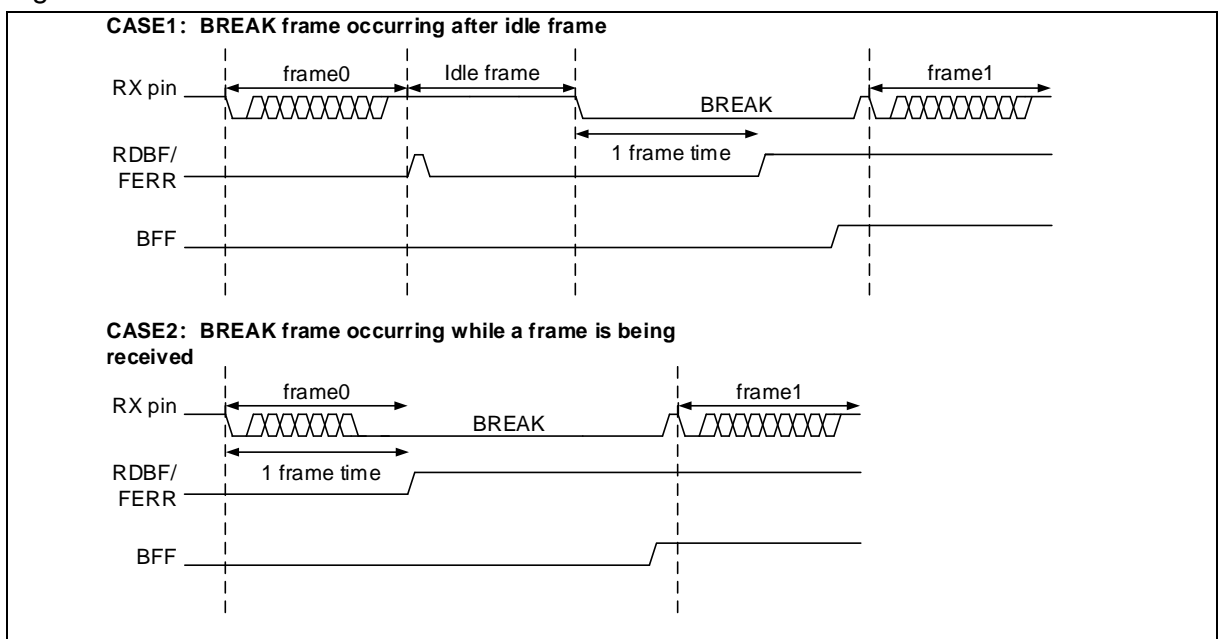 CASE1: BREAK frame occurring after idle frame
frame0
Idle frame
frame1
RX pin
BREAK
1 frame time
RDBF/
FERR
BFF
CASE2: BREAK frame occurring while a frame is being
received
frame0
frame1
RX pin
BREAK
1 frame time
RDBF/
FERR
BFF